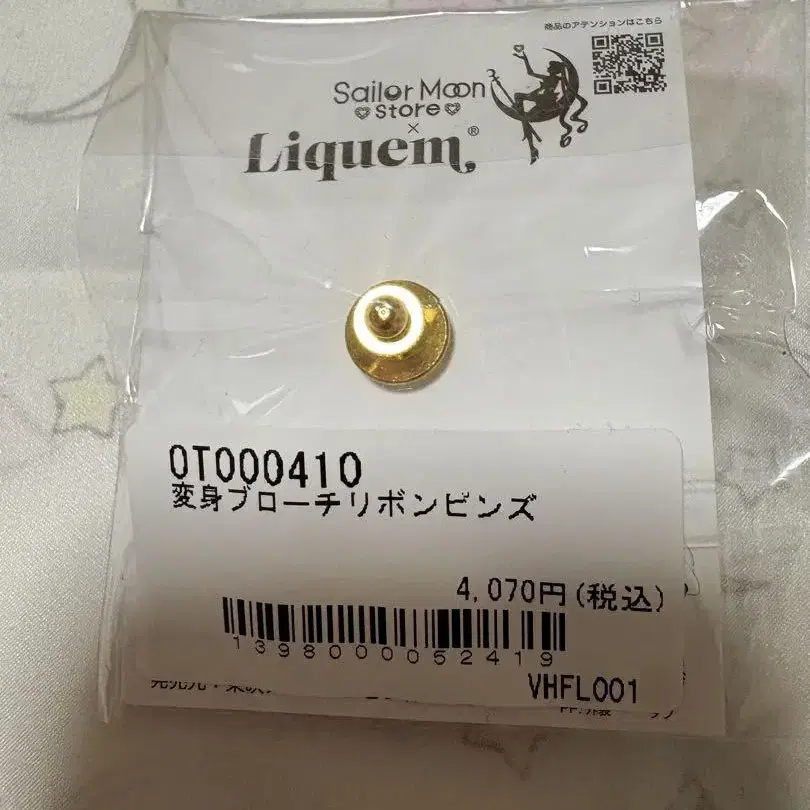 商品のアテンションはこちら
Sailor Moon
Store
×
Liquem®
0T000410
変身ブローチリボンピンズ
4,070円(税込)
1398000052419
VHFL001